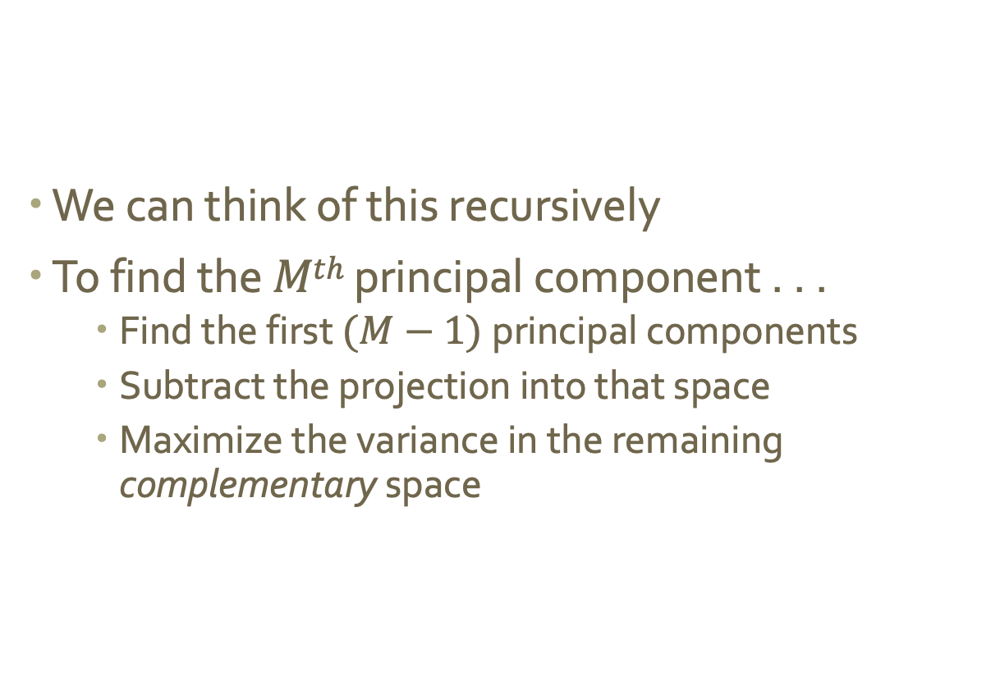 • We can think of this recursively
• To find the $M^{th}$ principal component . . .
• Find the first $(M - 1)$ principal components
• Subtract the projection into that space
• Maximize the variance in the remaining
complementary space